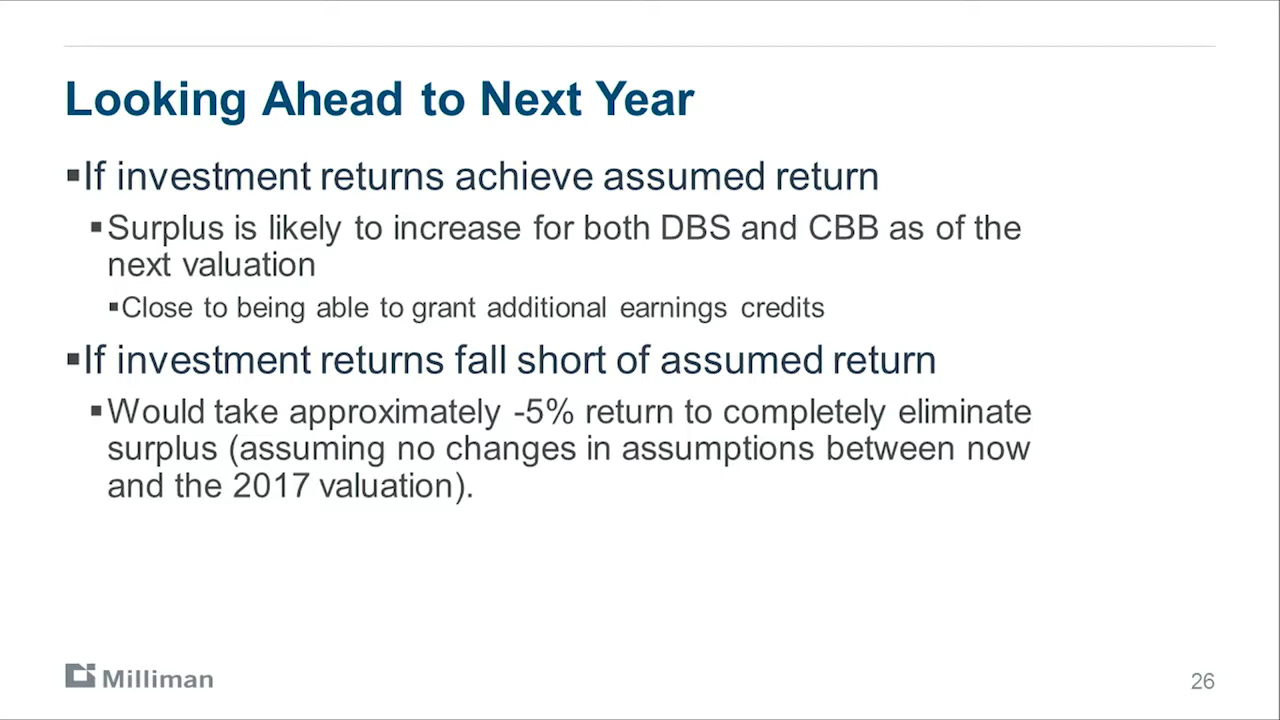 Looking Ahead to Next Year
▪If investment returns achieve assumed return
▪Surplus is likely to increase for both DBS and CBB as of the
next valuation
▪Close to being able to grant additional earnings credits
▪If investment returns fall short of assumed return
▪Would take approximately -5% return to completely eliminate
surplus (assuming no changes in assumptions between now
and the 2017 valuation).
Milliman
26